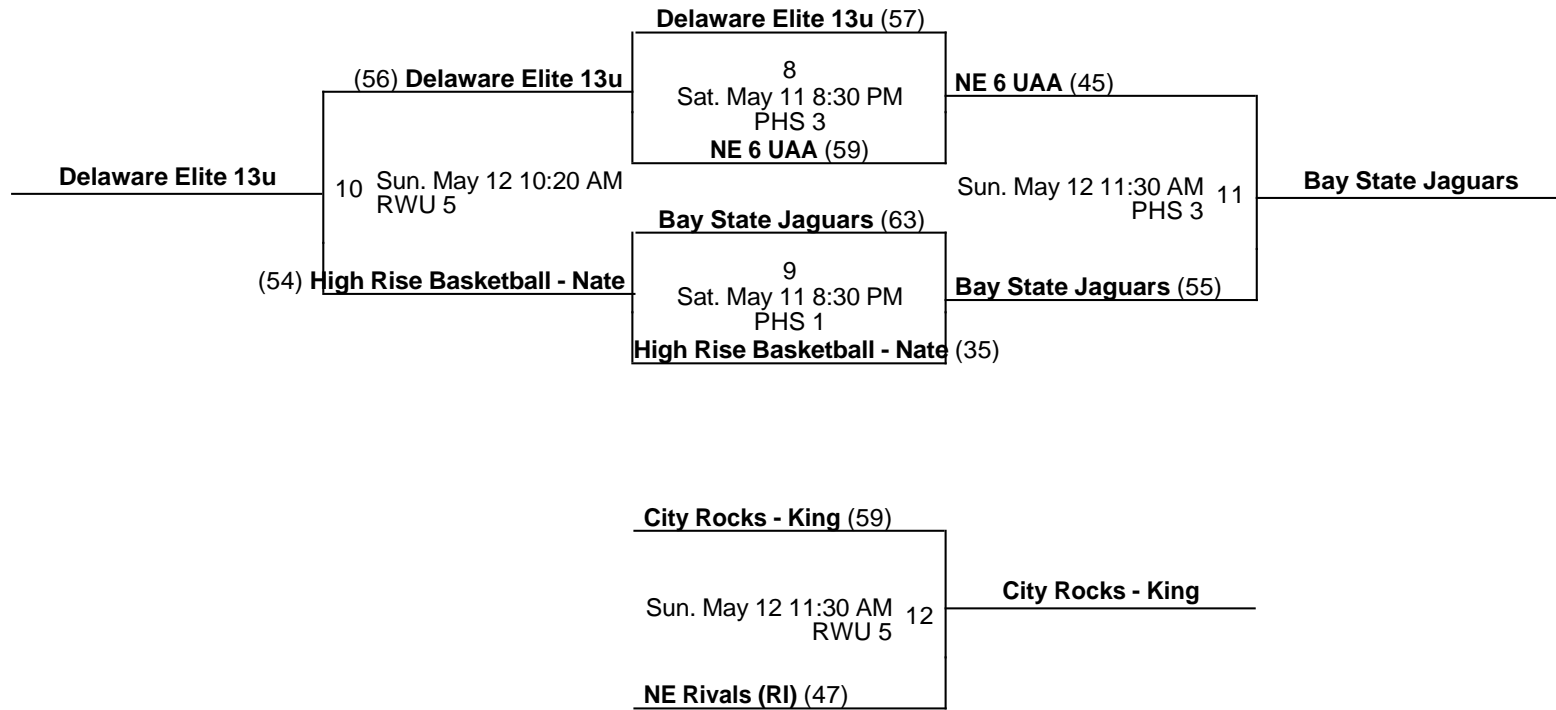 Delaware Elite 13u (57)
(56) Delaware Elite 13u
8
Sat. May 11 8:30 PM
PHS 3
NE 6 UAA (45)
NE 6 UAA (59)
Delaware Elite 13u
10 Sun. May 12 10:20 AM
RWU 5
Sun. May 12 11:30 AM 11
PHS 3
Bay State Jaguars
Bay State Jaguars (63)
(54) High Rise Basketball - Nate
9
Sat. May 11 8:30 PM
PHS 1
Bay State Jaguars (55)
High Rise Basketball - Nate (35)
City Rocks - King (59)
Sun. May 12 11:30 AM 12
RWU 5
City Rocks - King
NE Rivals (RI) (47)